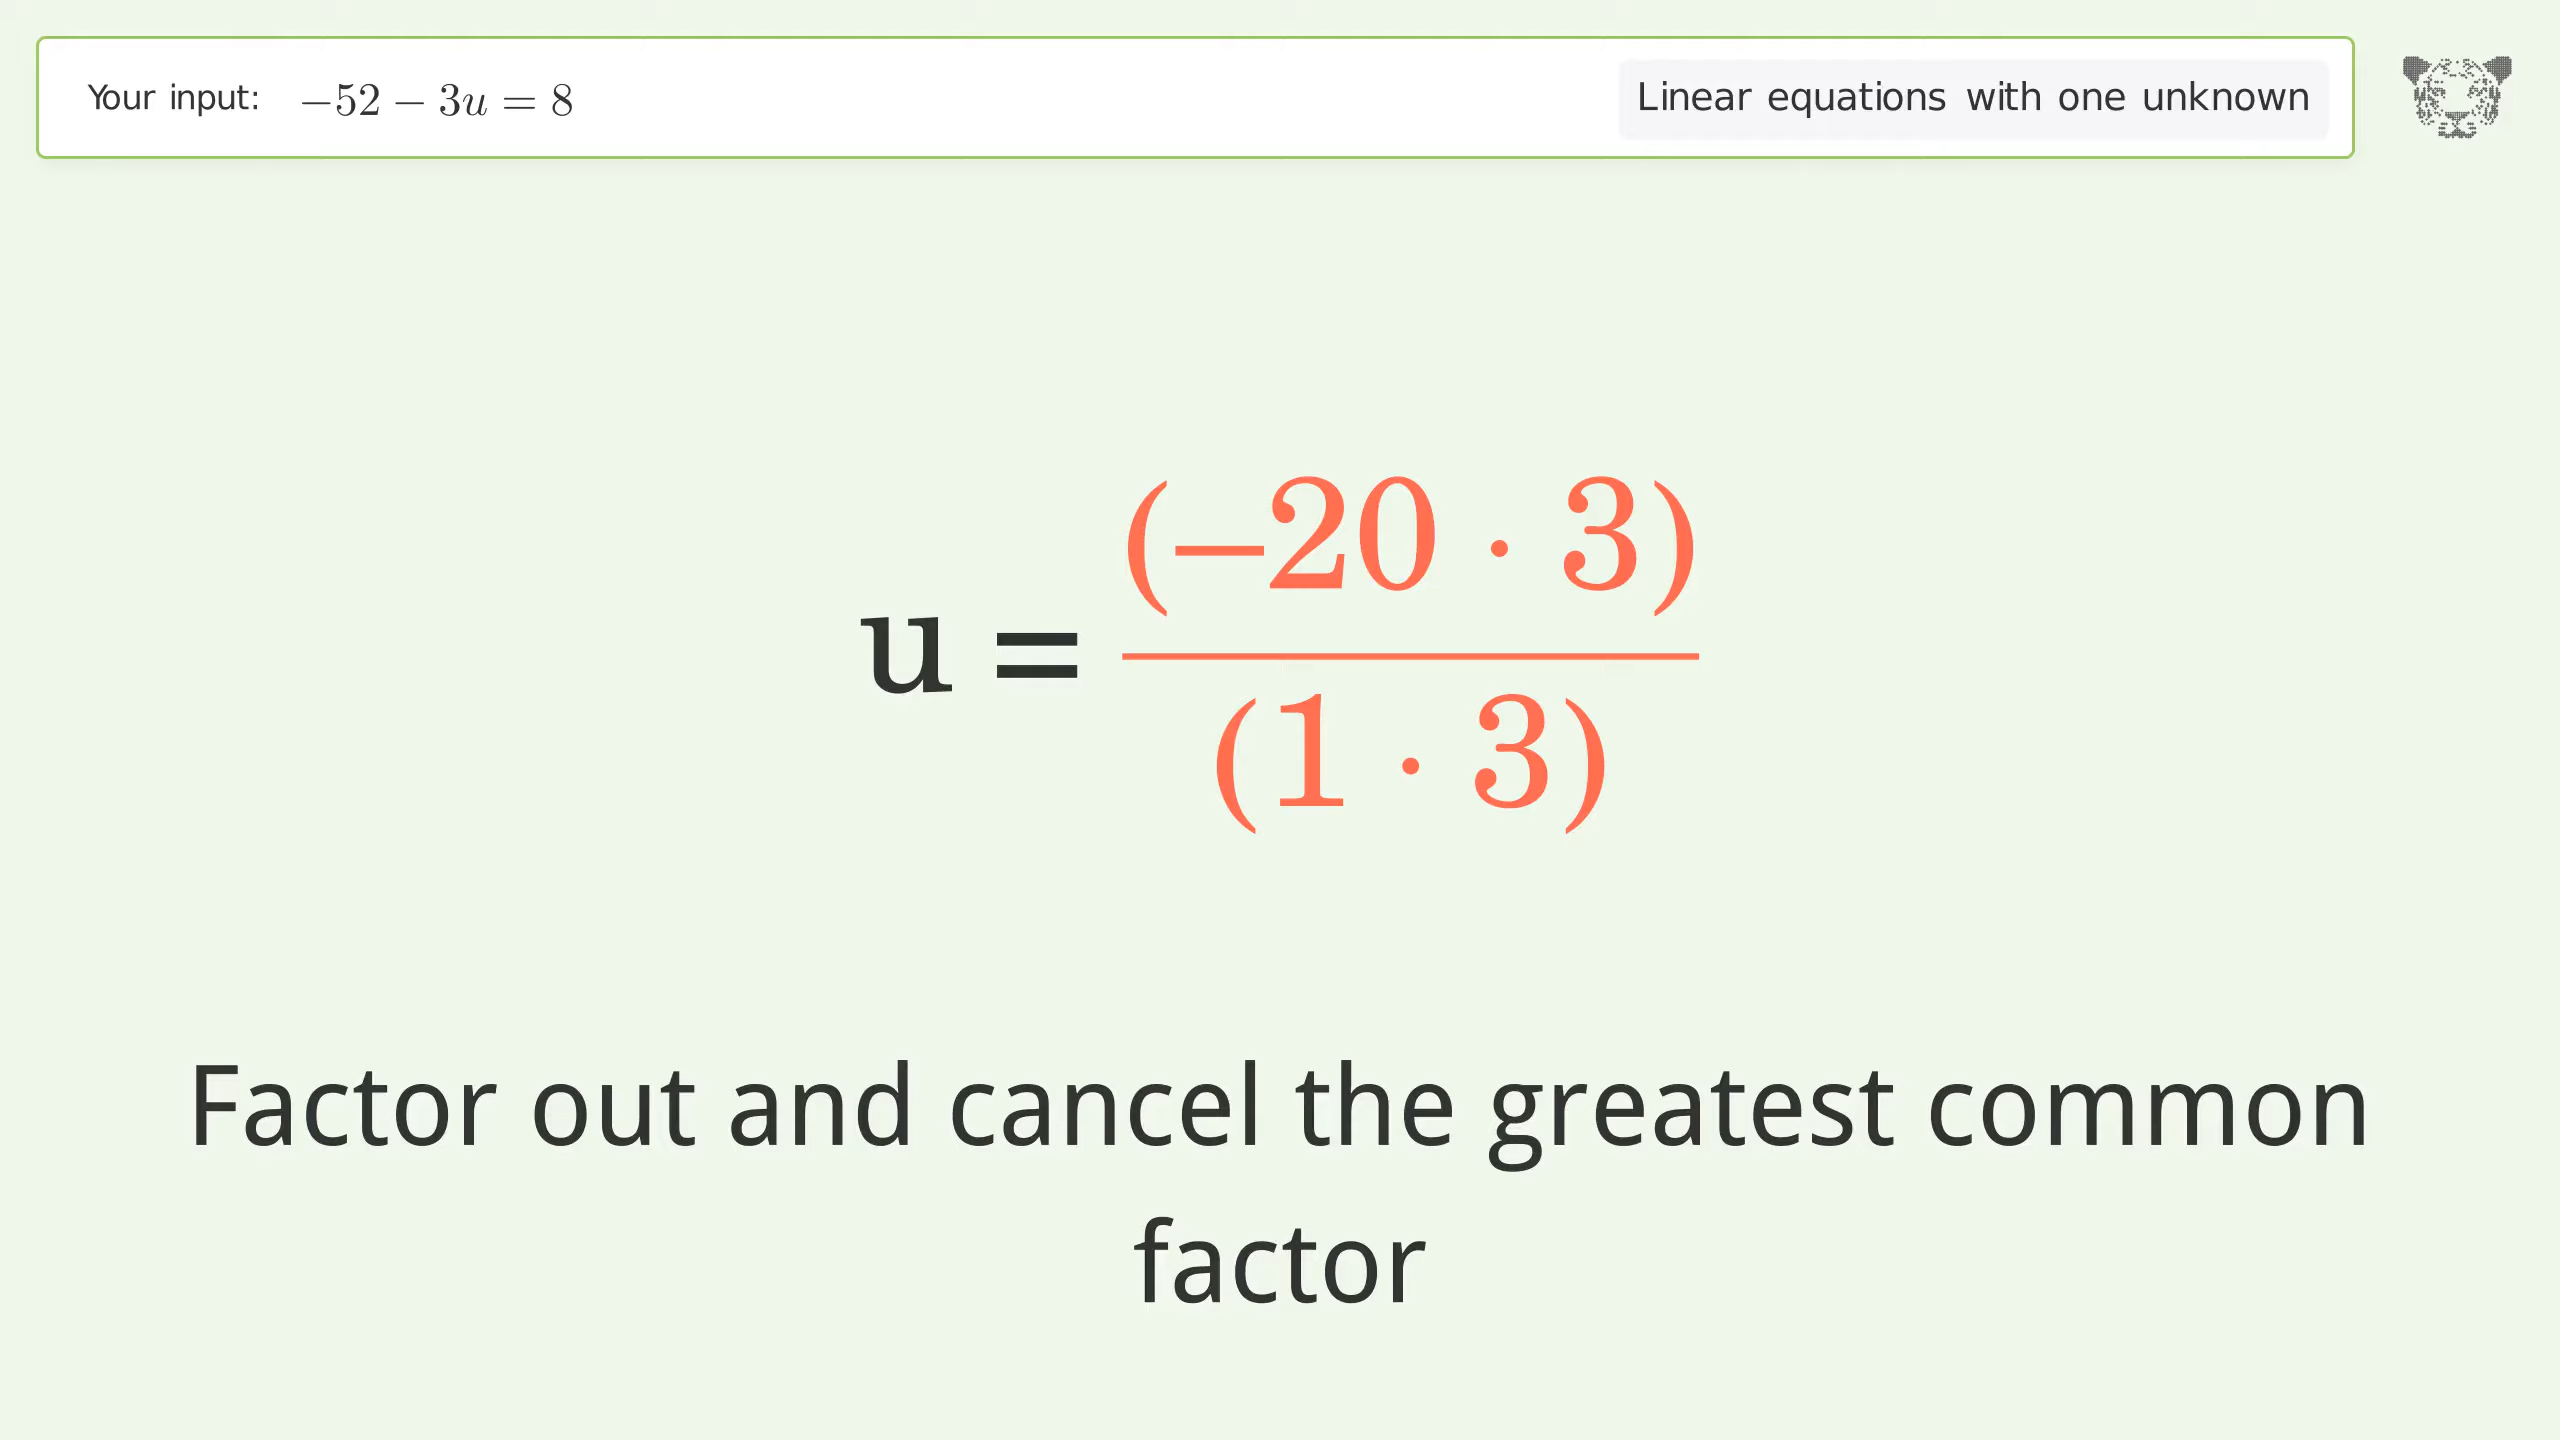 Your input: −52 − 3u = 8
Linear equations with one unknown
u = (−20 · 3) / (1 · 3)
Factor out and cancel the greatest common
factor